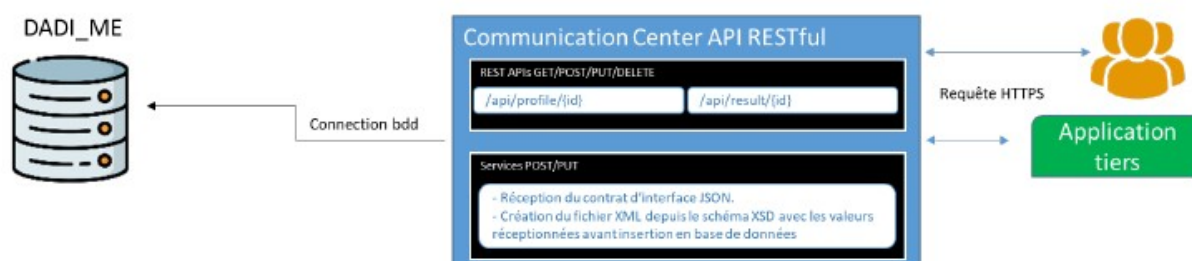 DADI_ME
Connection bdd
Communication Center API RESTful
REST APIs GET/POST/PUT/DELETE
/api/profile/{id}
/api/result/{id}
Services POST/PUT
- Réception du contrat d'interface JSON.
- Création du fichier XML depuis le schéma XSD avec les valeurs
réceptionnées avant insertion en base de données
Requête HTTPS
Application
tiers